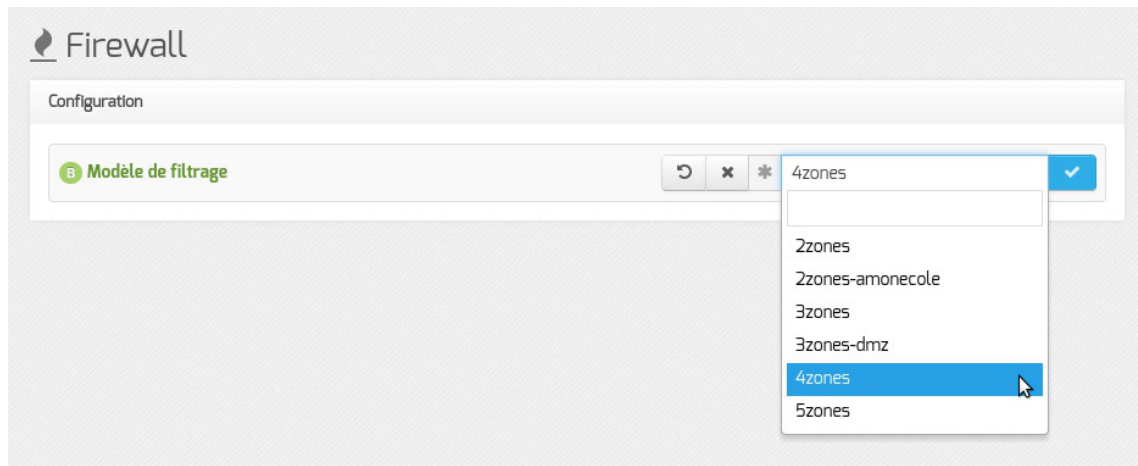 Firewall
Configuration
B Modèle de filtrage
4zones
2zones
2zones-amonecole
3zones
3zones-dmz
4zones
5zones